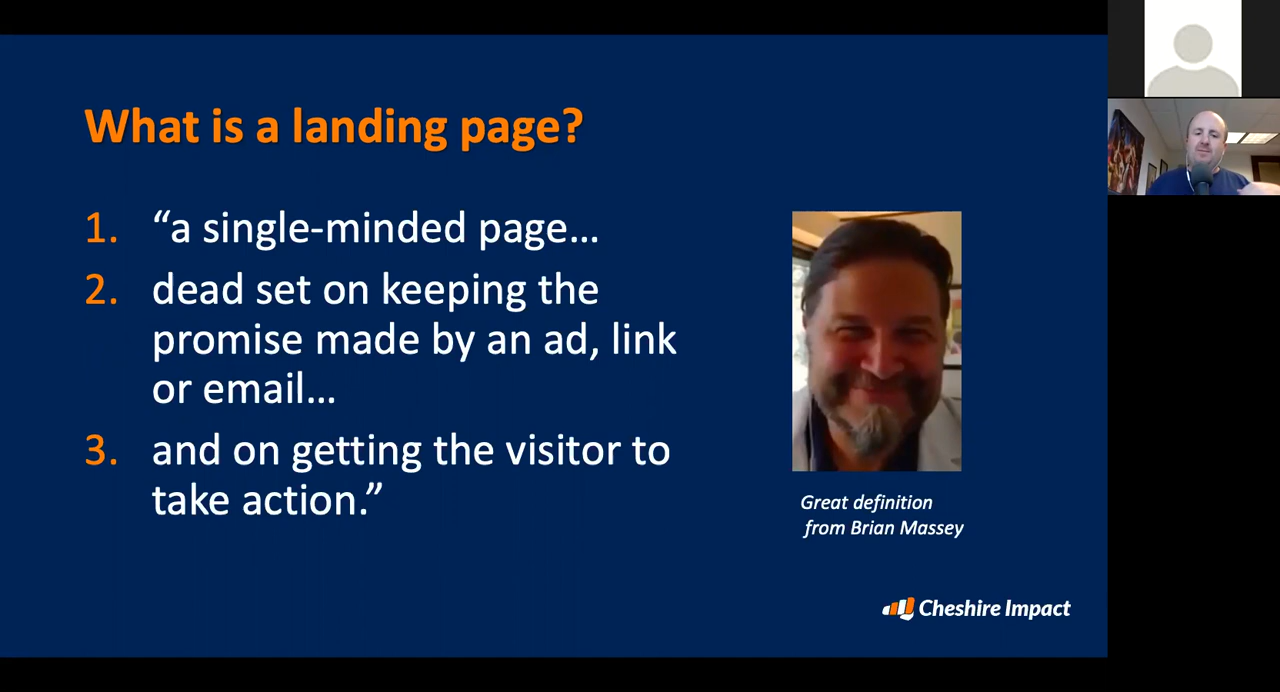 What is a landing page?
1. “a single-minded page…
2. dead set on keeping the
promise made by an ad, link
or email…
3. and on getting the visitor to
take action.”
Great definition
from Brian Massey
Cheshire Impact